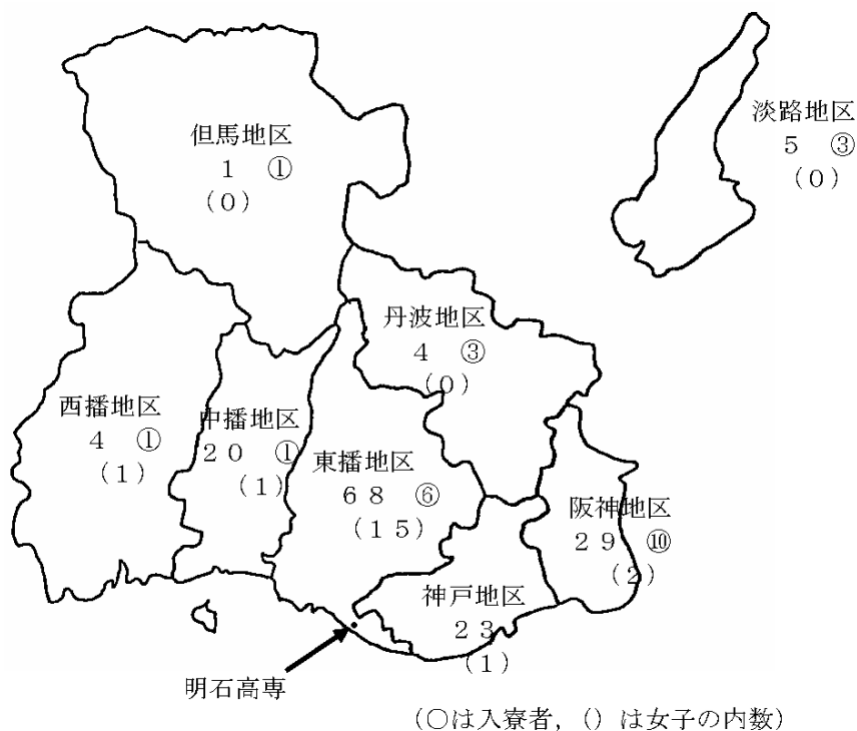 但馬地区
１　①
（０）
淡路地区
５　③
（０）
丹波地区
４　③
（０）
西播地区
４　①
（１）
中播地区
２０　①
（１）
東播地区
６８　⑥
（１５）
阪神地区
２９　⑩
（２）
神戸地区
２３
（１）
明石高専
（○は入寮者，（）は女子の内数）